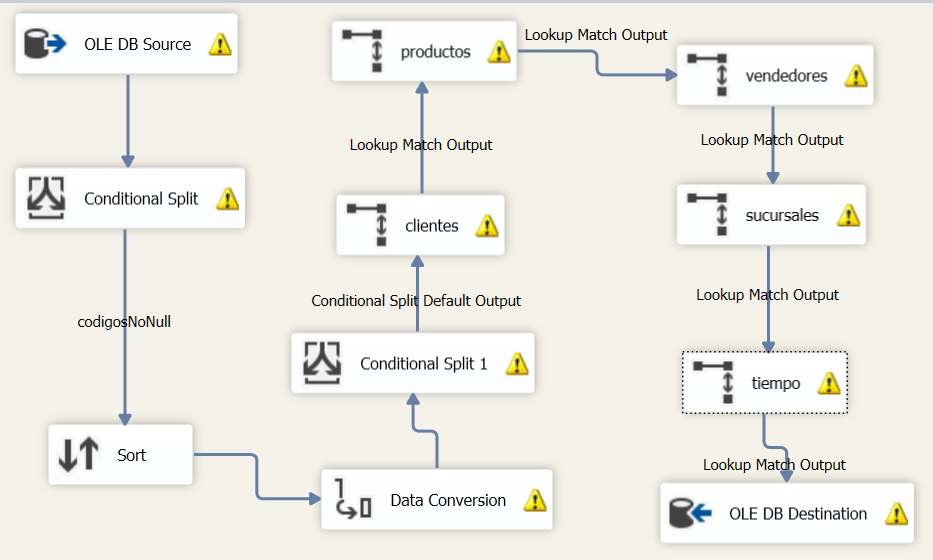 OLE DB Source
Conditional Split
codigosNoNull
Sort
Data Conversion
Conditional Split 1
Conditional Split Default Output
clientes
Lookup Match Output
productos
Lookup Match Output
vendedores
Lookup Match Output
sucursales
Lookup Match Output
tiempo
Lookup Match Output
OLE DB Destination